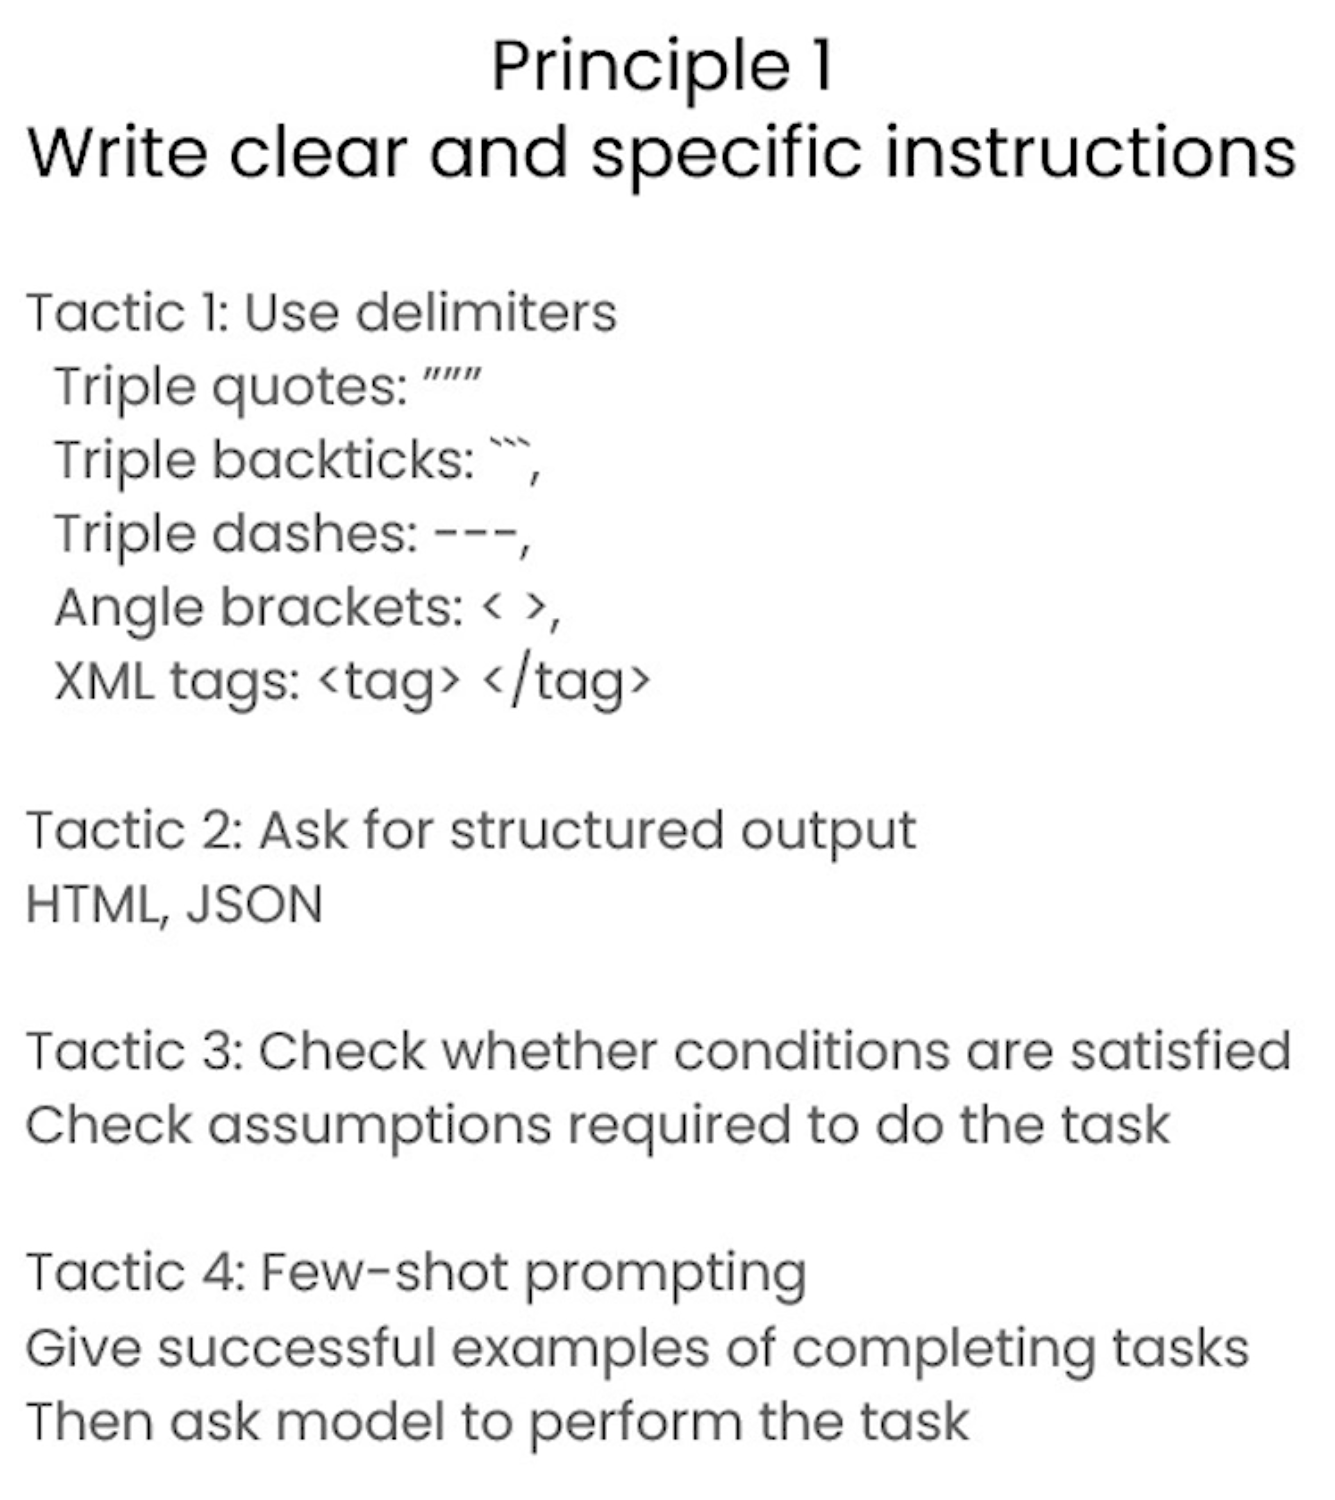 Principle 1
Write clear and specific instructions
Tactic 1: Use delimiters
Triple quotes: """
Triple backticks: ```,
Triple dashes: ---,
Angle brackets: < >,
XML tags: <tag> </tag>
Tactic 2: Ask for structured output
HTML, JSON
Tactic 3: Check whether conditions are satisfied
Check assumptions required to do the task
Tactic 4: Few-shot prompting
Give successful examples of completing tasks
Then ask model to perform the task